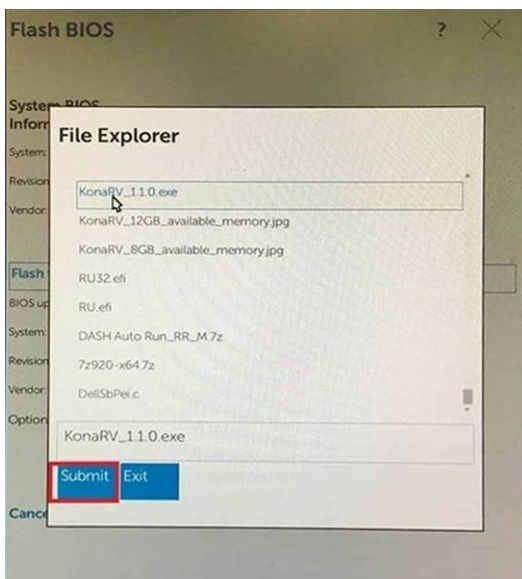 Flash BIOS ?
System BIOS
Infor
System:
Revision
Vendor:
File Explorer
KonaRV_1.1.0.exe
KonaRV_12GB_available_memory.jpg
KonaRV_8GB_available_memory.jpg
RU32.efi
RU.efi
DASH Auto Run_RR_M.7z
7z920-x64.7z
DellSbPei.c
Flash
BIOS up
System:
Revision
Vendor:
Option
KonaRV_1.1.0.exe
Submit Exit
Cance